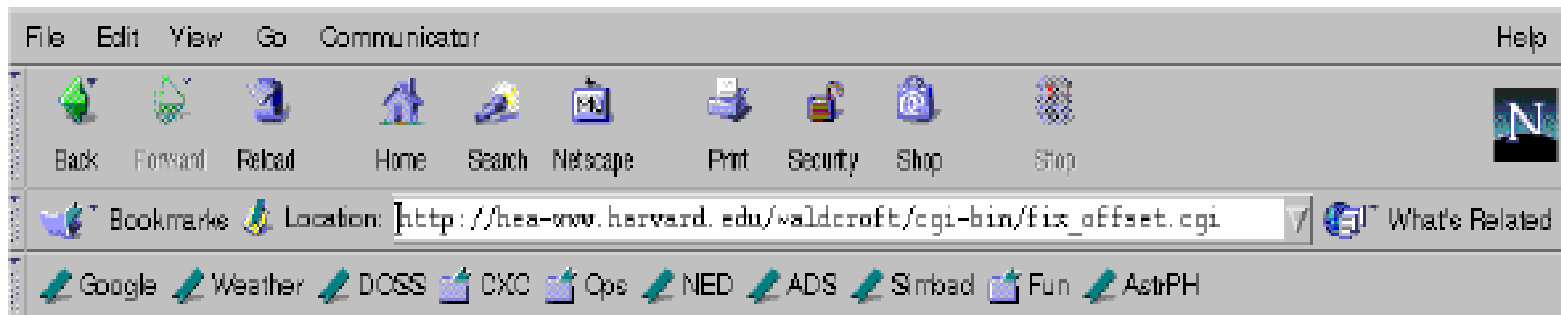 File Edit View Go Communicator Help
Back Forward Reload Home Search Netscape Print Security Shop Stop
Bookmarks Location: http://hea-www.harvard.edu/waldcroft/cgi-bin/fix_offset.cgi What's Related
Google Weather DOSS CXC Ops NED ADS Simbad Fun AstrPH